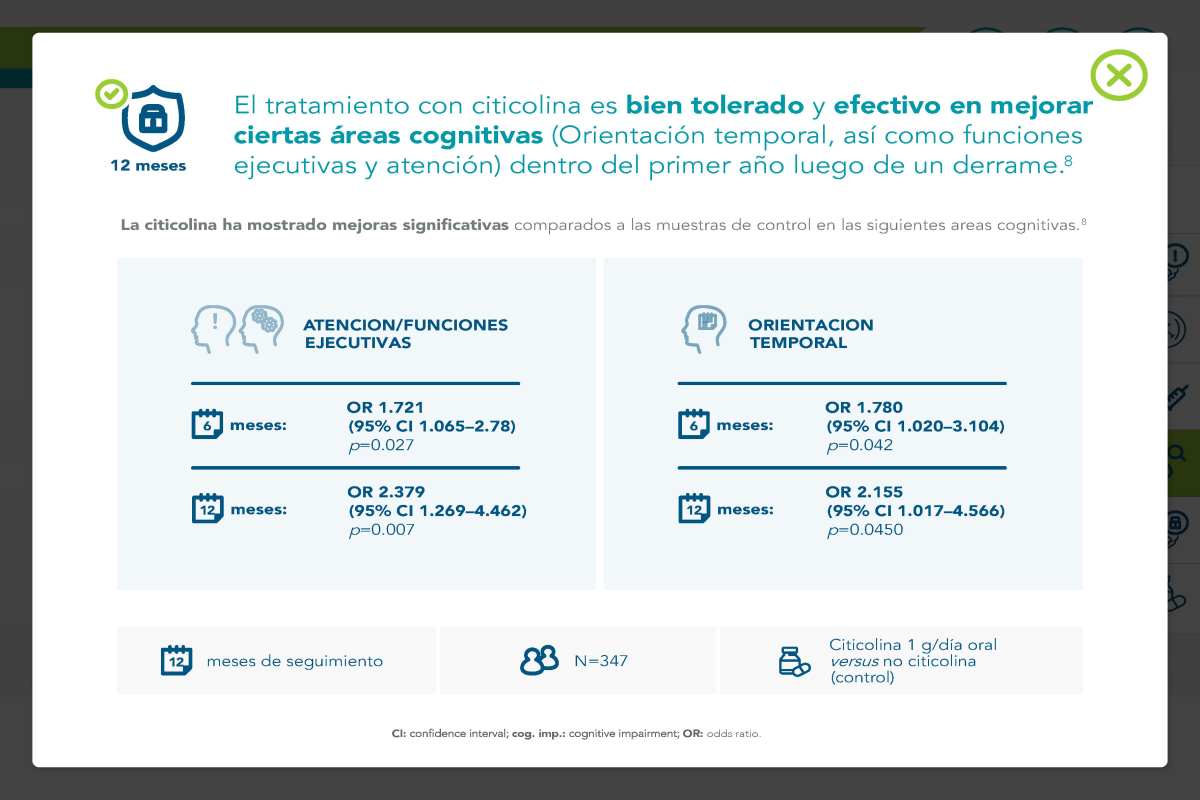 El tratamiento con citicolina es bien tolerado y efectivo en mejorar
ciertas áreas cognitivas (Orientación temporal, así como funciones
ejecutivas y atención) dentro del primer año luego de un derrame.8
12 meses
La citicolina ha mostrado mejoras significativas comparados a las muestras de control en las siguientes areas cognitivas.8
ATENCION/FUNCIONES
EJECUTIVAS
6 meses:
OR 1.721
(95% CI 1.065–2.78)
p=0.027
12 meses:
OR 2.379
(95% CI 1.269–4.462)
p=0.007
ORIENTACION
TEMPORAL
6 meses:
OR 1.780
(95% CI 1.020–3.104)
p=0.042
12 meses:
OR 2.155
(95% CI 1.017–4.566)
p=0.0450
12 meses de seguimiento
N=347
Citicolina 1 g/día oral
versus no citicolina
(control)
CI: confidence interval; cog. imp.: cognitive impairment; OR: odds ratio.